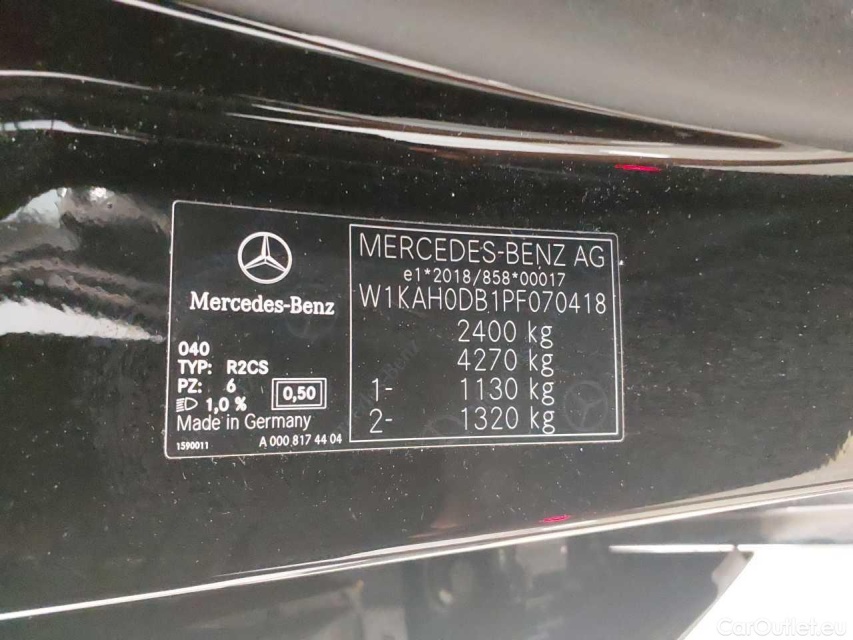 Mercedes-Benz
040
TYP: R2CS
PZ: 6
0,50
1,0 %
Made in Germany
1590011 A 000 817 44 04
MERCEDES-BENZ AG
e1*2018/858*00017
W1KAH0DB1PF070418
2400 kg
4270 kg
1- 1130 kg
2- 1320 kg
CarOutlet.eu